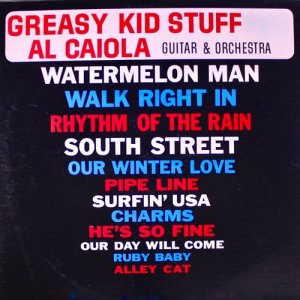 GREASY KID STUFF
AL CAIOLA GUITAR & ORCHESTRA
WATERMELON MAN
WALK RIGHT IN
RHYTHM OF THE RAIN
SOUTH STREET
OUR WINTER LOVE
PIPE LINE
SURFIN' USA
CHARMS
HE'S SO FINE
OUR DAY WILL COME
RUBY BABY
ALLEY CAT